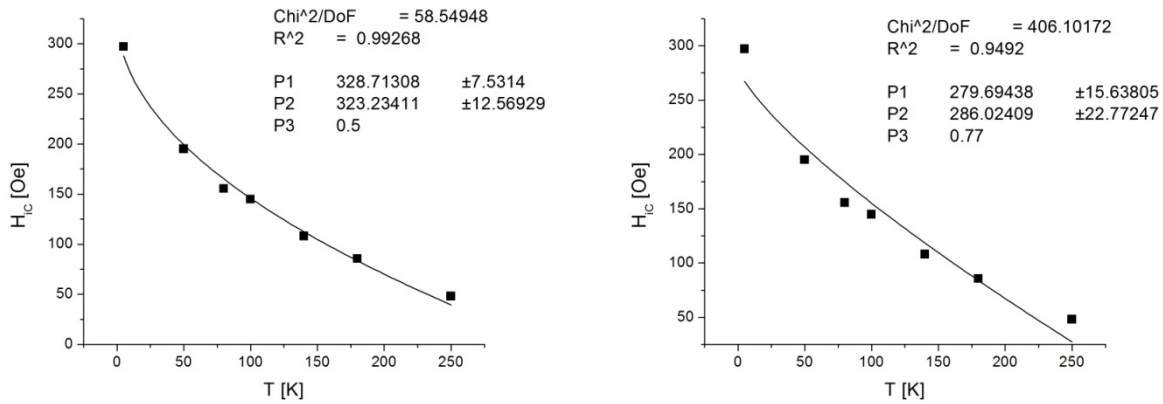 Chi^2/DoF = 58.54948
R^2 = 0.99268
P1 328.71308 ±7.5314
P2 323.23411 ±12.56929
P3 0.5
300
250
200
150
100
50
0
H_iC [Oe]
0 50 100 150 200 250
T [K]
Chi^2/DoF = 406.10172
R^2 = 0.9492
P1 279.69438 ±15.63805
P2 286.02409 ±22.77247
P3 0.77
300
250
200
150
100
50
H_iC [Oe]
0 50 100 150 200 250
T [K]